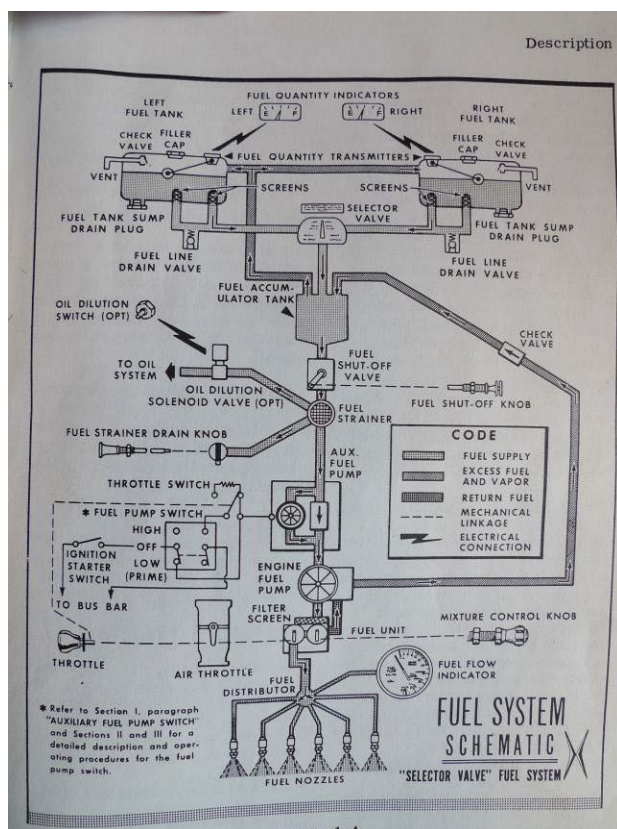 Description
FUEL QUANTITY INDICATORS
LEFT E F
E F RIGHT
LEFT
FUEL TANK
RIGHT
FUEL TANK
CHECK
VALVE
FILLER
CAP
FILLER
CAP
CHECK
VALVE
FUEL QUANTITY TRANSMITTERS
VENT
SCREENS
SCREENS
VENT
SELECTOR
VALVE
FUEL TANK SUMP
DRAIN PLUG
FUEL TANK SUMP
DRAIN PLUG
FUEL LINE
DRAIN VALVE
FUEL LINE
DRAIN VALVE
FUEL ACCUM-
ULATOR TANK
OIL DILUTION
SWITCH (OPT)
CHECK
VALVE
TO OIL
SYSTEM
FUEL
SHUT-OFF
VALVE
OIL DILUTION
SOLENOID VALVE (OPT)
FUEL SHUT-OFF KNOB
FUEL
STRAINER
FUEL STRAINER DRAIN KNOB
CODE
FUEL SUPPLY
EXCESS FUEL
AND VAPOR
RETURN FUEL
MECHANICAL
LINKAGE
ELECTRICAL
CONNECTION
AUX.
FUEL
PUMP
THROTTLE SWITCH
* FUEL PUMP SWITCH
HIGH
OFF
LOW
(PRIME)
IGNITION
STARTER
SWITCH
ENGINE
FUEL
PUMP
TO BUS BAR
FILTER
SCREEN
FUEL UNIT
MIXTURE CONTROL KNOB
THROTTLE
AIR THROTTLE
FUEL
DISTRIBUTOR
FUEL FLOW
INDICATOR
* Refer to Section I, paragraph
"AUXILIARY FUEL PUMP SWITCH"
and Sections II and III for a
detailed description and oper-
ating procedures for the fuel
pump switch.
FUEL NOZZLES
FUEL SYSTEM
SCHEMATIC
"SELECTOR VALVE" FUEL SYSTEM